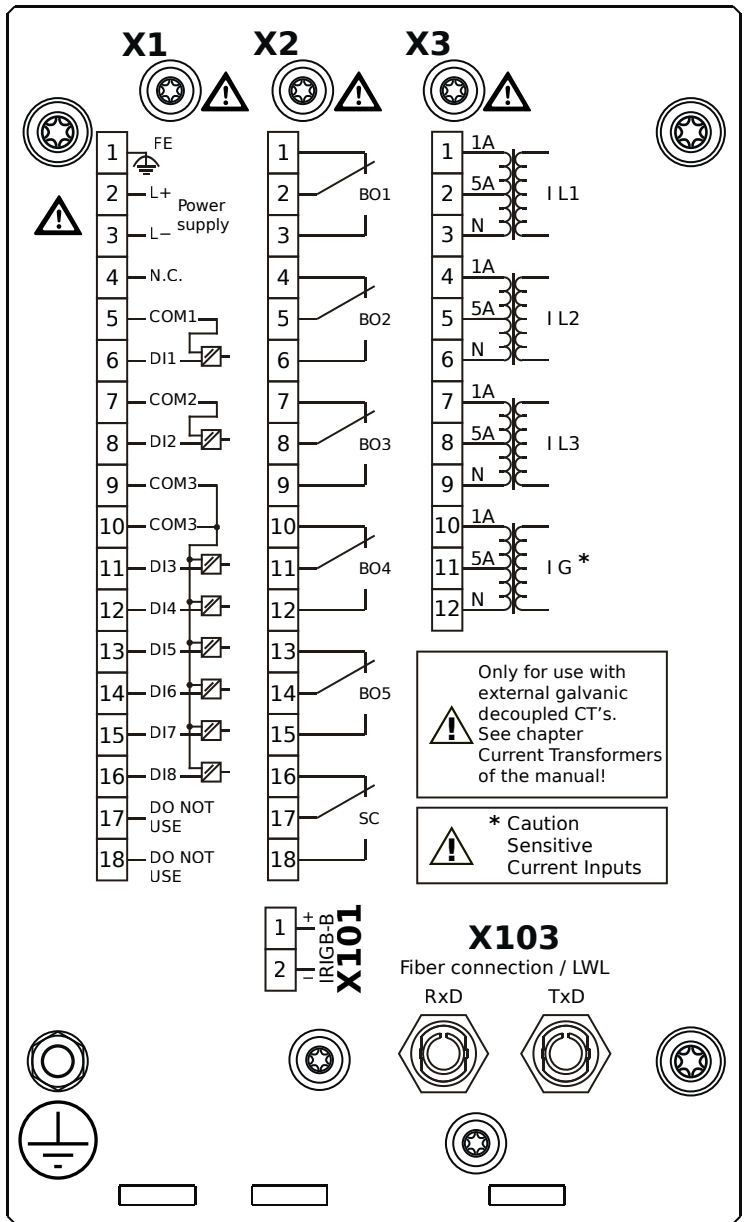 X1
X2
X3
1 FE
2 L+
Power
supply
3 L−
4 N.C.
5 COM1
6 DI1
7 COM2
8 DI2
9 COM3
10 COM3
11 DI3
12 DI4
13 DI5
14 DI6
15 DI7
16 DI8
17 DO NOT
USE
18 DO NOT
USE
1
2 BO1
3
4
5 BO2
6
7
8 BO3
9
10
11 BO4
12
13
14 BO5
15
16
17 SC
18
1 1A
2 5A I L1
3 N
4 1A
5 5A I L2
6 N
7 1A
8 5A I L3
9 N
10 1A
11 5A I G *
12 N
! Only for use with
external galvanic
decoupled CT's.
See chapter
Current Transformers
of the manual!
! * Caution
Sensitive
Current Inputs
1 +
2 −
IRIGB-B
X101
X103
Fiber connection / LWL
RxD TxD